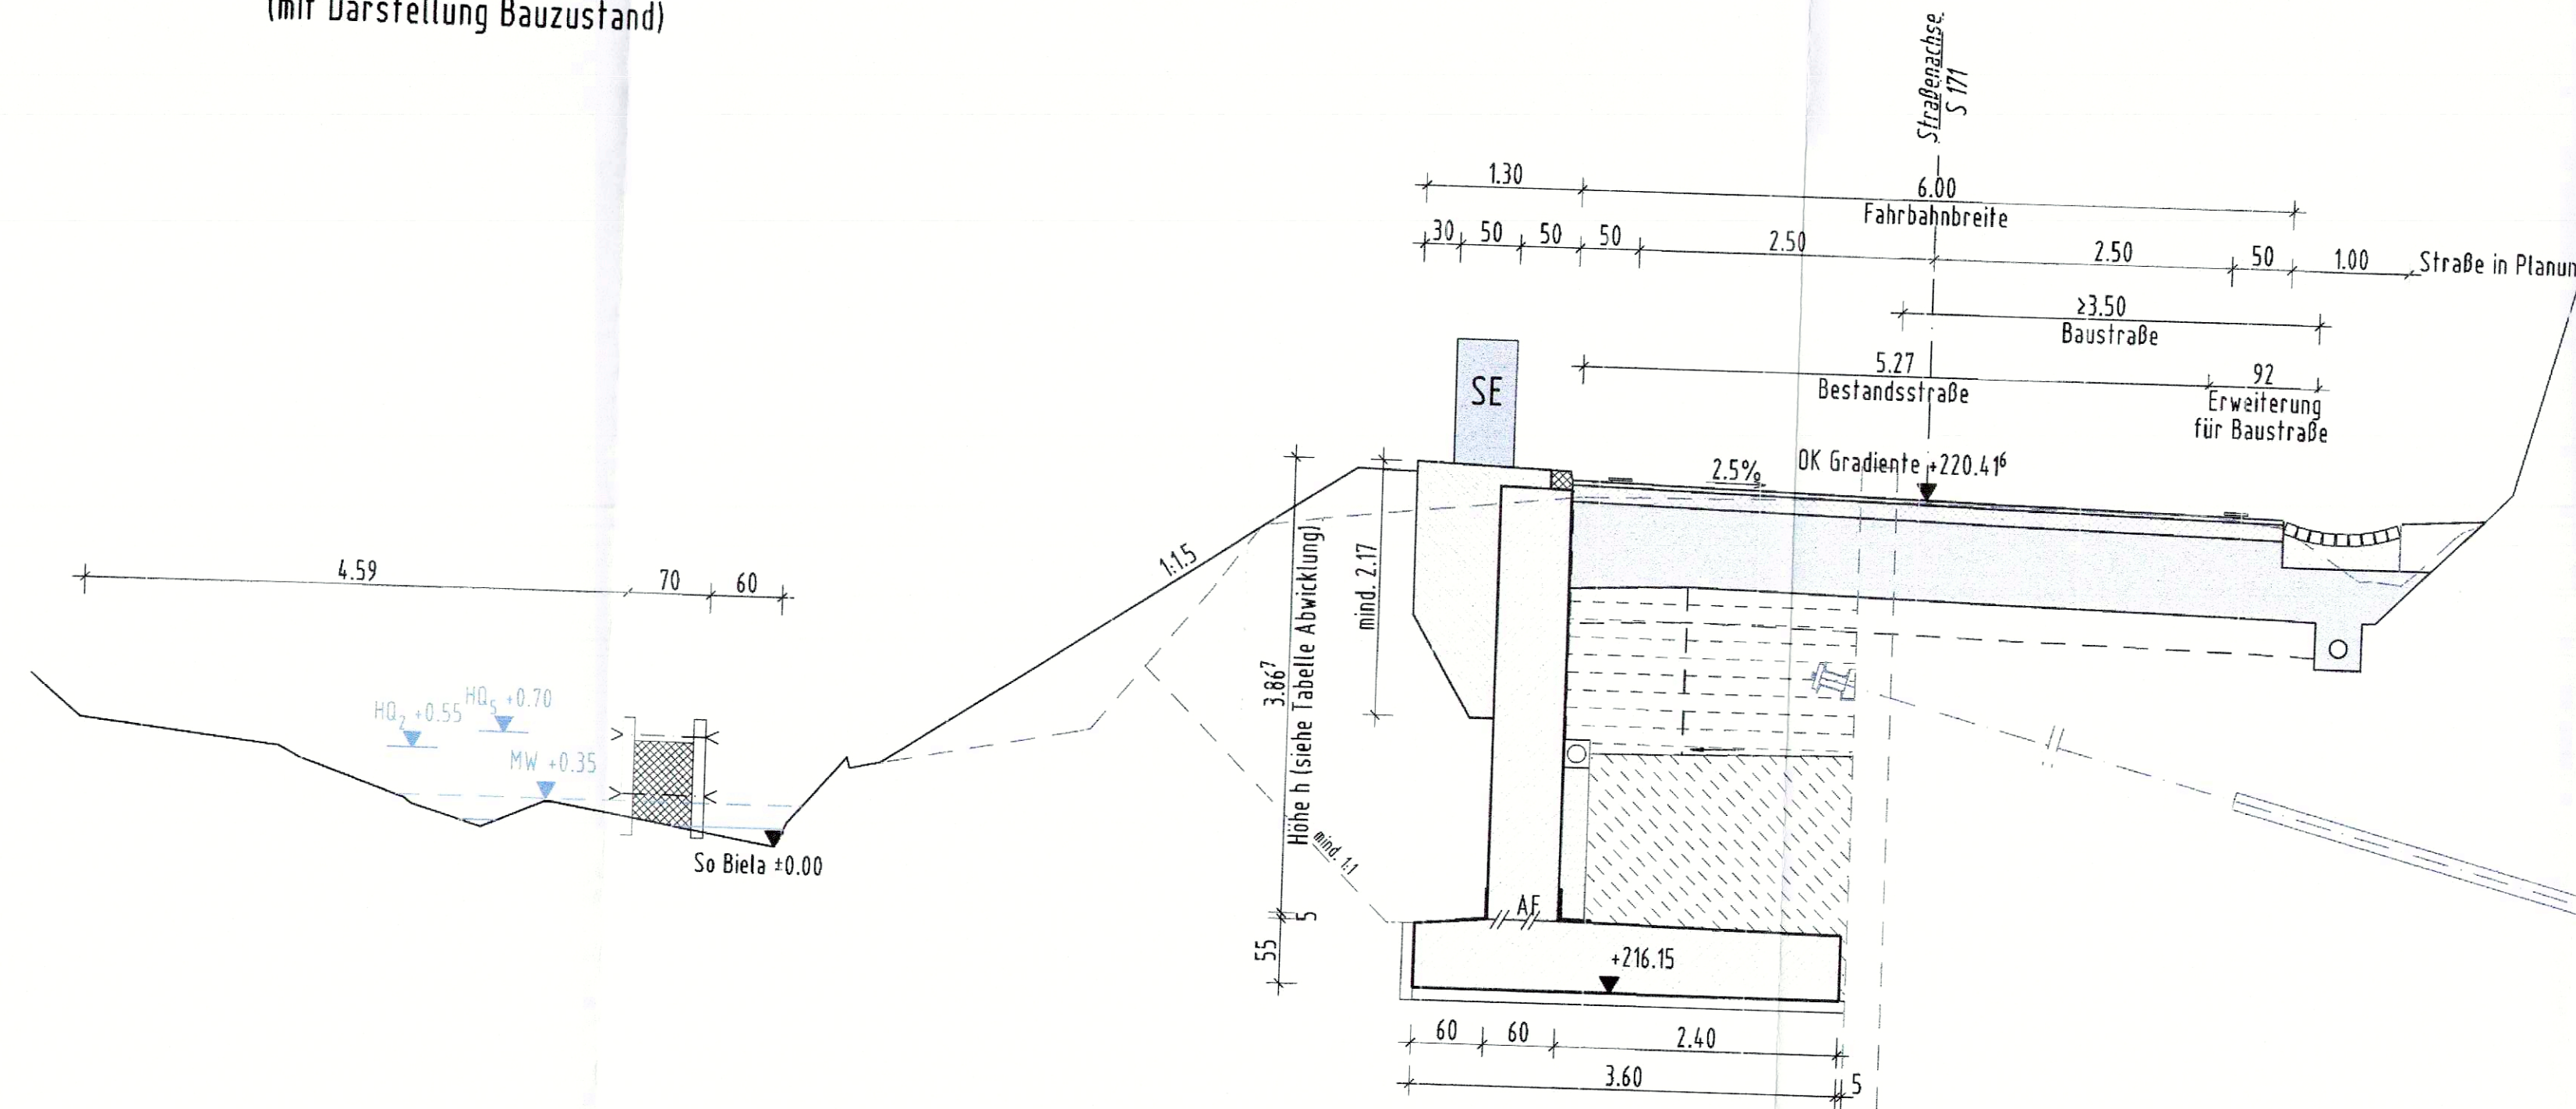 (mit Darstellung Bauzustand)
Straßenachse
S 171
1.30
6.00
Fahrbahnbreite
30 50 50 50 2.50 2.50 50 1.00 Straße in
≥3.50
Baustraße
5.27
Bestandsstraße
92
Erweiterung
für Baustraße
SE
2.5%
OK Gradiente +220.41⁶
4.59 70 60
1:1.5
HQ2 +0.55
HQ5 +0.70
MW +0.35
So Biela ±0.00
3.86⁷
Höhe h (siehe Tabelle Abwicklung)
mind. 2.17
mind. 1:1
5
55
AF
+216.15
60 60 2.40
3.60 5